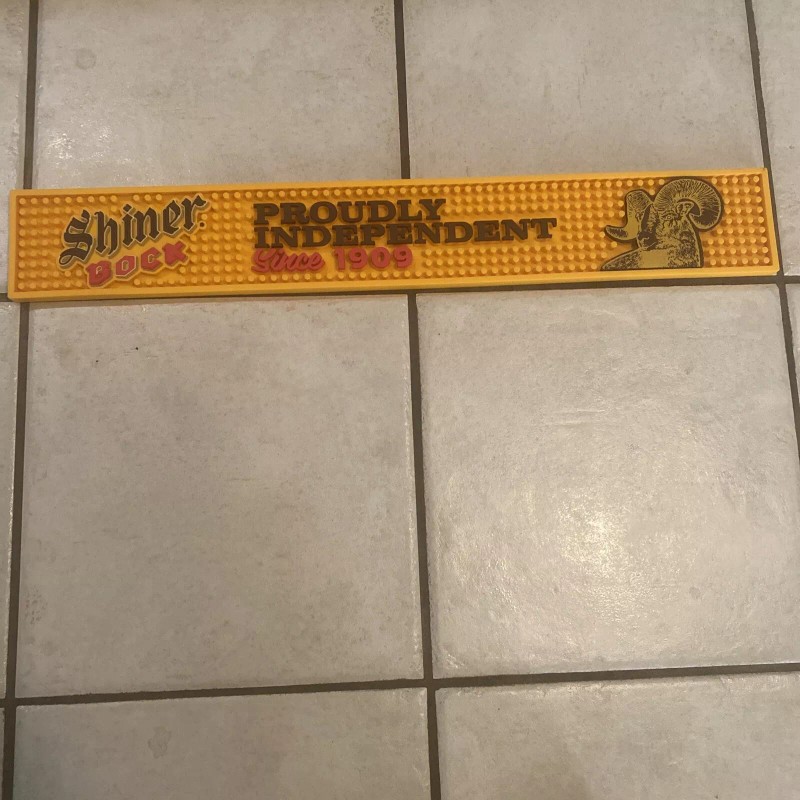 Shiner
BOCK
PROUDLY
INDEPENDENT
Since 1909